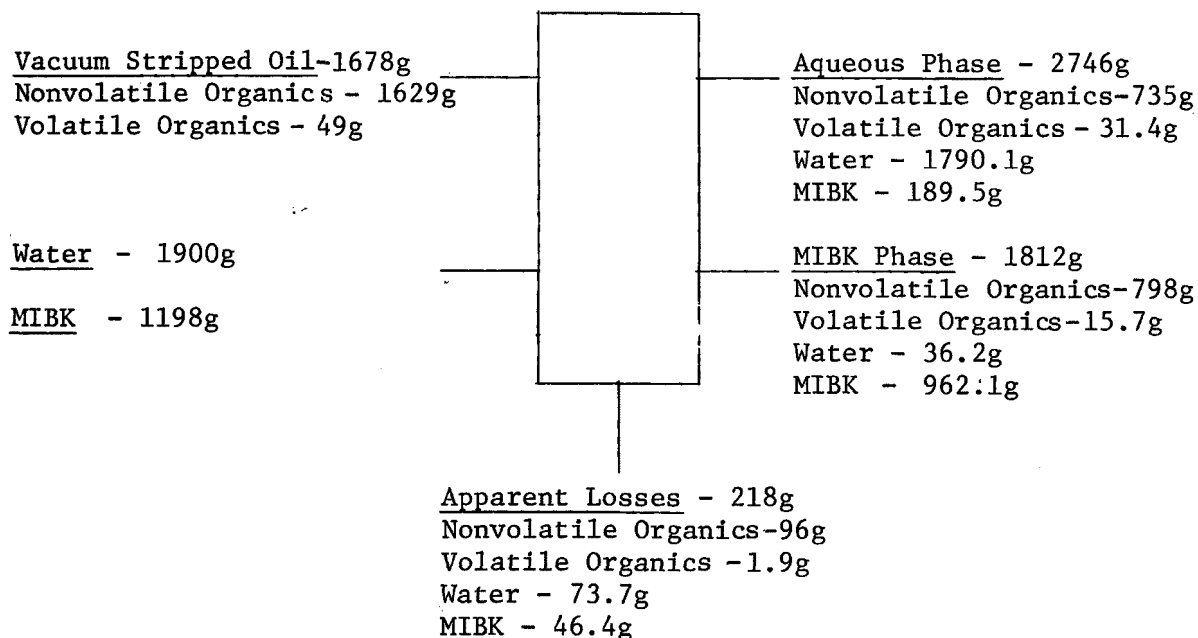 Vacuum Stripped Oil-1678g
Nonvolatile Organics - 1629g
Volatile Organics - 49g
Water - 1900g
MIBK - 1198g
Aqueous Phase - 2746g
Nonvolatile Organics-735g
Volatile Organics - 31.4g
Water - 1790.1g
MIBK - 189.5g
MIBK Phase - 1812g
Nonvolatile Organics-798g
Volatile Organics-15.7g
Water - 36.2g
MIBK - 962.1g
Apparent Losses - 218g
Nonvolatile Organics-96g
Volatile Organics -1.9g
Water - 73.7g
MIBK - 46.4g